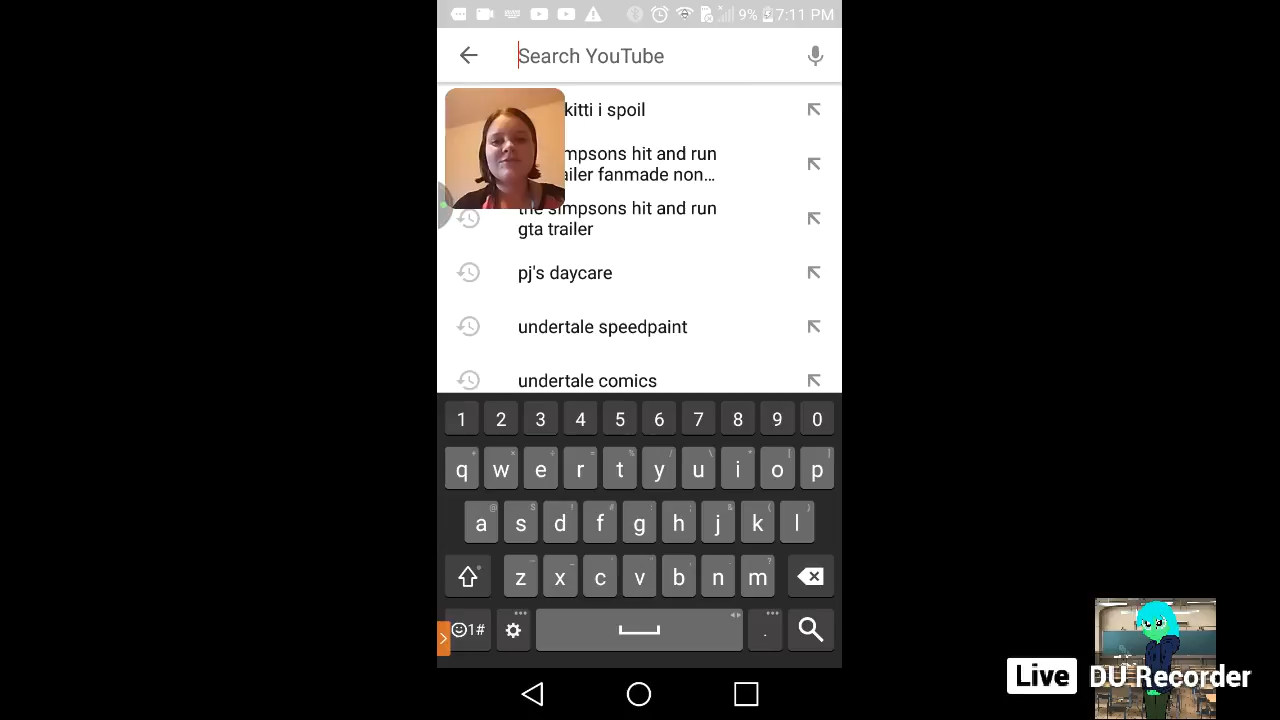 9% 7:11 PM
Search YouTube
kitti i spoil
mpsons hit and run
ailer fanmade non...
the simpsons hit and run
gta trailer
pj's daycare
undertale speedpaint
undertale comics
1 2 3 4 5 6 7 8 9 0
q w e r t y u i o p
a s d f g h j k l
z x c v b n m
1# .
Live DU Recorder